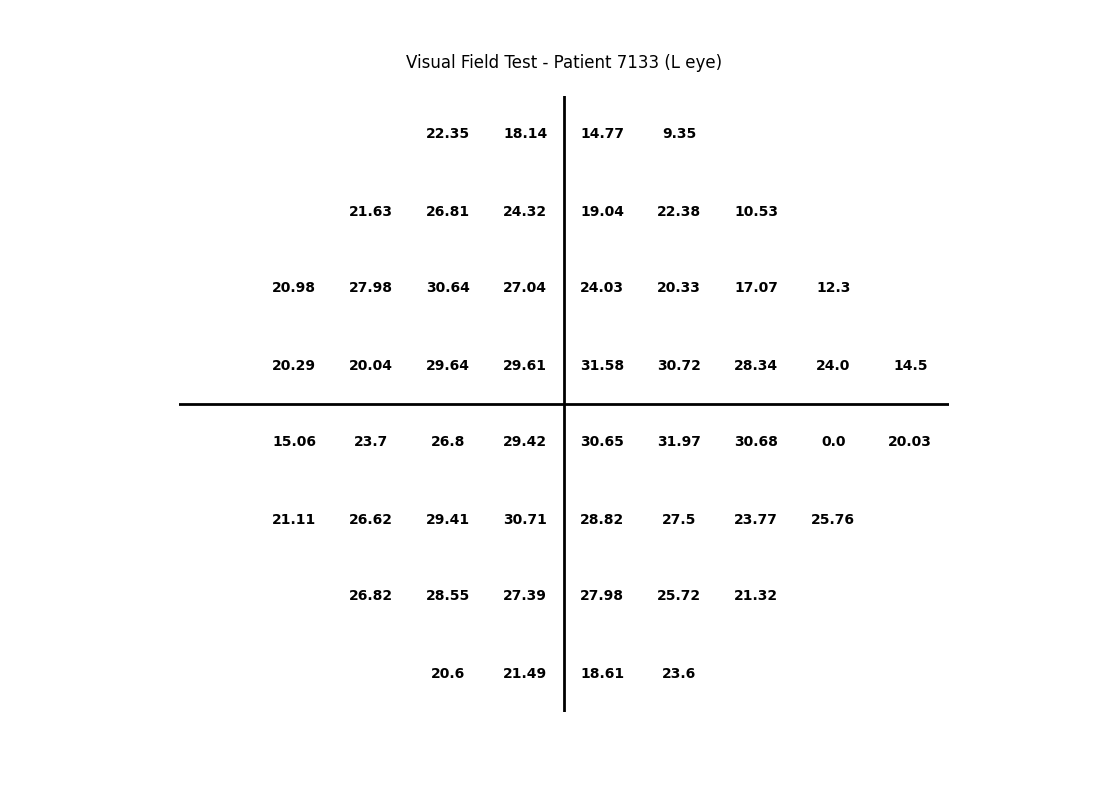 Visual Field Test - Patient 7133 (L eye)
22.35 18.14 14.77 9.35
21.63 26.81 24.32 19.04 22.38 10.53
20.98 27.98 30.64 27.04 24.03 20.33 17.07 12.3
20.29 20.04 29.64 29.61 31.58 30.72 28.34 24.0 14.5
15.06 23.7 26.8 29.42 30.65 31.97 30.68 0.0 20.03
21.11 26.62 29.41 30.71 28.82 27.5 23.77 25.76
26.82 28.55 27.39 27.98 25.72 21.32
20.6 21.49 18.61 23.6